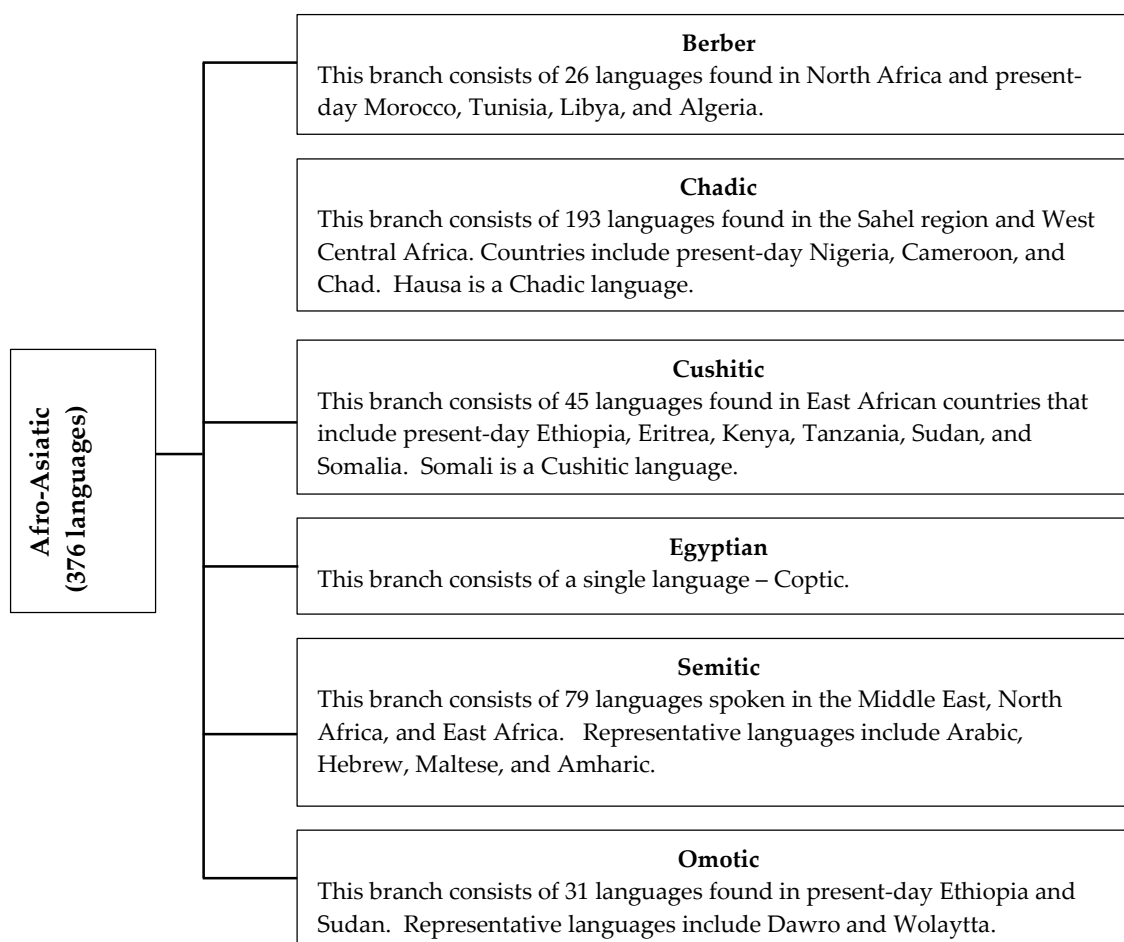 Afro-Asiatic
(376 languages)
Berber
This branch consists of 26 languages found in North Africa and present-
day Morocco, Tunisia, Libya, and Algeria.
Chadic
This branch consists of 193 languages found in the Sahel region and West
Central Africa. Countries include present-day Nigeria, Cameroon, and
Chad.  Hausa is a Chadic language.
Cushitic
This branch consists of 45 languages found in East African countries that
include present-day Ethiopia, Eritrea, Kenya, Tanzania, Sudan, and
Somalia.  Somali is a Cushitic language.
Egyptian
This branch consists of a single language – Coptic.
Semitic
This branch consists of 79 languages spoken in the Middle East, North
Africa, and East Africa.   Representative languages include Arabic,
Hebrew, Maltese, and Amharic.
Omotic
This branch consists of 31 languages found in present-day Ethiopia and
Sudan.  Representative languages include Dawro and Wolaytta.